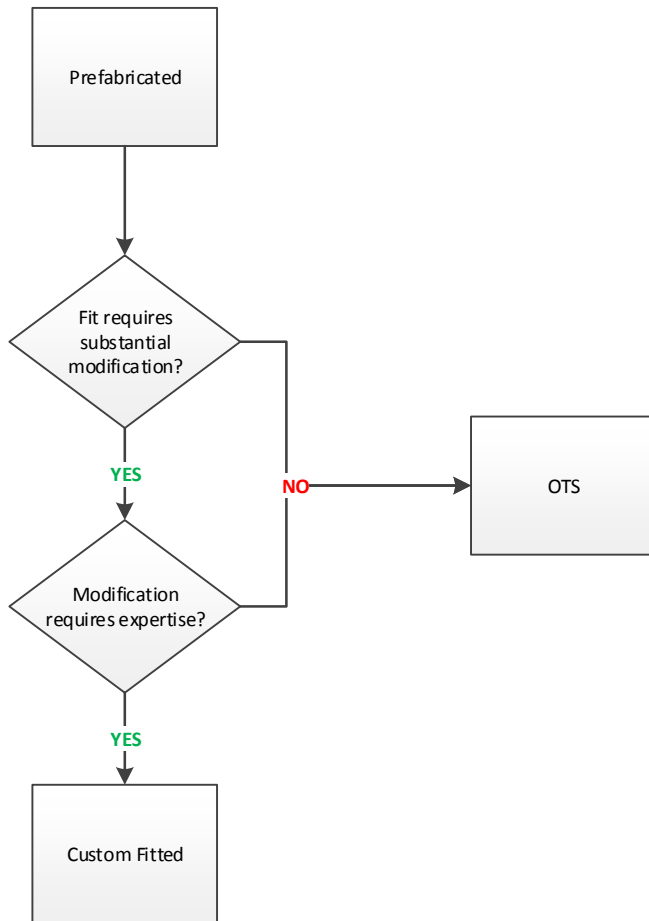 Prefabricated
Fit requires
substantial
modification?
YES
NO
OTS
Modification
requires expertise?
YES
Custom Fitted